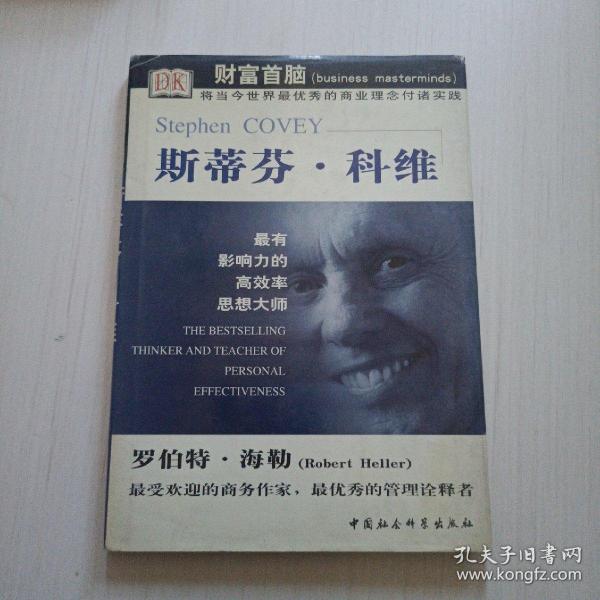 DK
财富首脑(business masterminds)
将当今世界最优秀的商业理念付诸实践
Stephen COVEY
斯蒂芬·科维
最有
影响力的
高效率
思想大师
THE BESTSELLING
THINKER AND TEACHER OF
PERSONAL
EFFECTIVENESS
罗伯特·海勒(Robert Heller)
最受欢迎的商务作家，最优秀的管理诠释者
中国社会科学出版社
孔夫子旧书网
www.kongfz.com